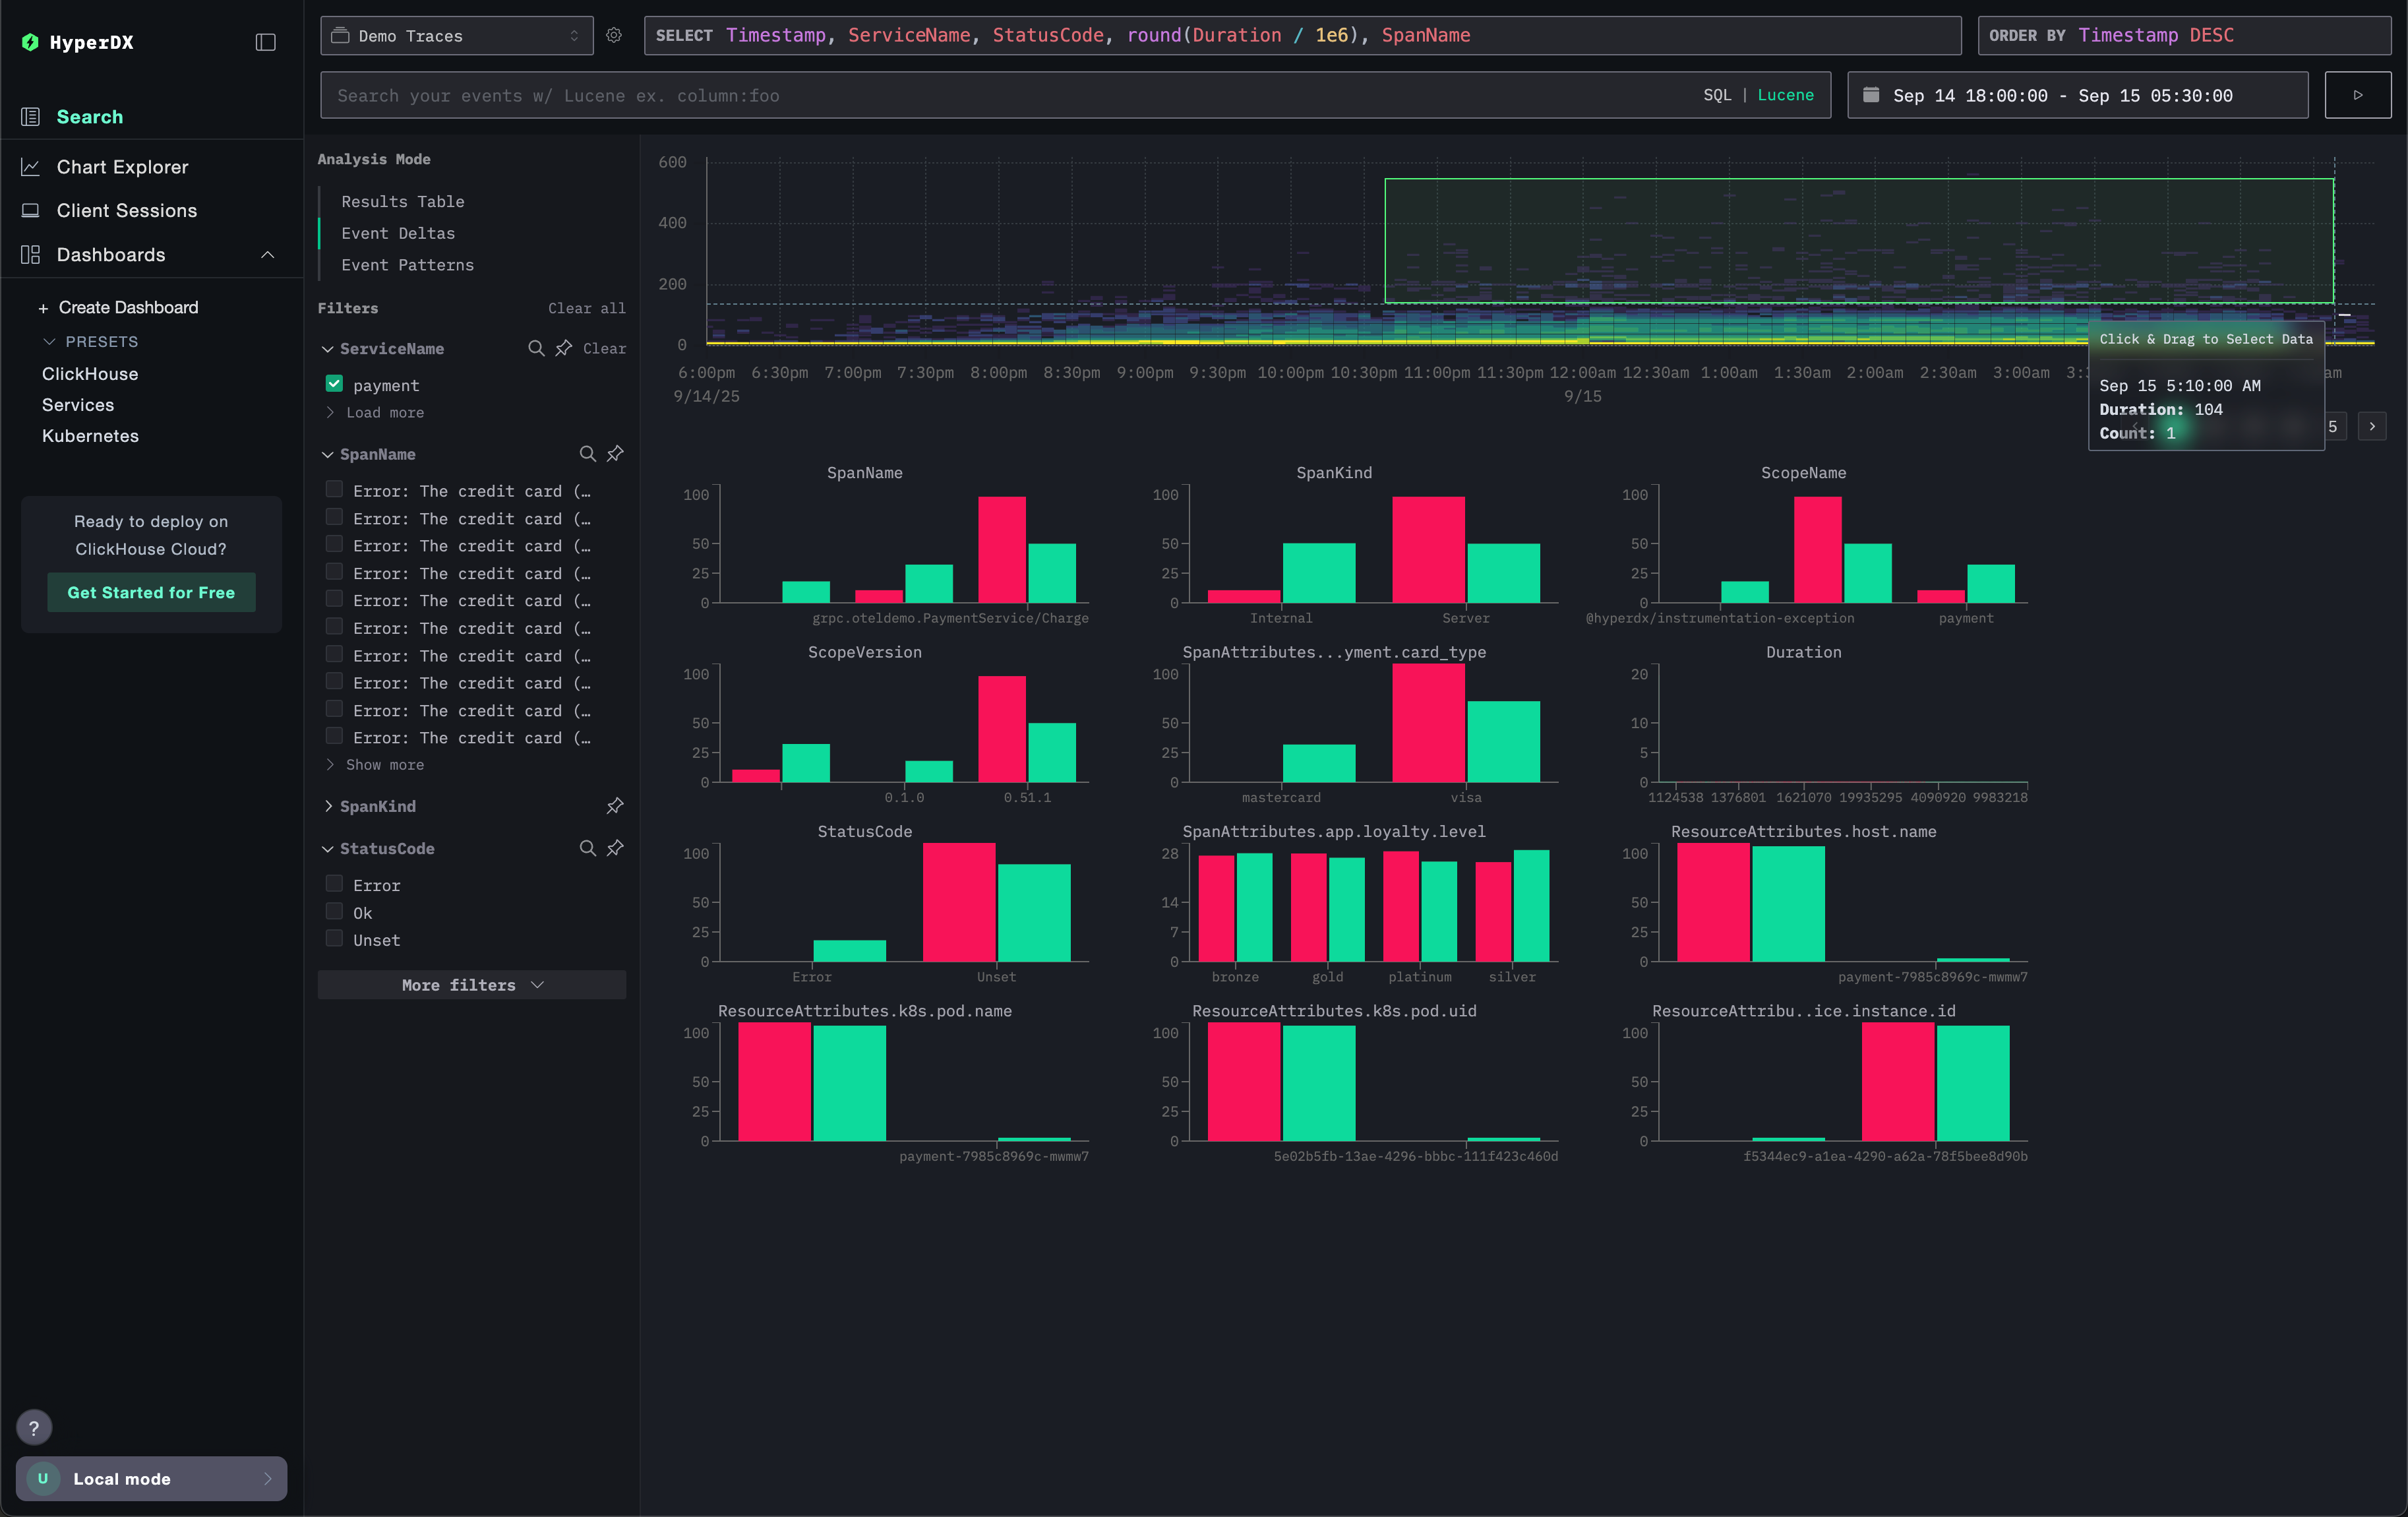 HyperDX
Search
Chart Explorer
Client Sessions
Dashboards
+ Create Dashboard
PRESETS
ClickHouse
Services
Kubernetes
Ready to deploy on
ClickHouse Cloud?
Get Started for Free
?
U Local mode
Demo Traces
SELECT Timestamp, ServiceName, StatusCode, round(Duration / 1e6), SpanName
ORDER BY Timestamp DESC
Search your events w/ Lucene ex. column:foo
SQL | Lucene
Sep 14 18:00:00 - Sep 15 05:30:00
Analysis Mode
Results Table
Event Deltas
Event Patterns
Filters Clear all
ServiceName Clear
payment
Load more
SpanName
Error: The credit card (…
Error: The credit card (…
Error: The credit card (…
Error: The credit card (…
Error: The credit card (…
Error: The credit card (…
Error: The credit card (…
Error: The credit card (…
Error: The credit card (…
Error: The credit card (…
Show more
SpanKind
StatusCode
Error
Ok
Unset
More filters
600
400
200
0
6:00pm 6:30pm 7:00pm 7:30pm 8:00pm 8:30pm 9:00pm 9:30pm 10:00pm 10:30pm 11:00pm 11:30pm 12:00am 12:30am 1:00am 1:30am 2:00am 2:30am 3:00am 3:3 am
9/14/25 9/15
Click & Drag to Select Data
Sep 15 5:10:00 AM
Duration: 104
Count: 1
5
SpanName
100
50
25
0
grpc.oteldemo.PaymentService/Charge
SpanKind
100
50
25
0
Internal Server
ScopeName
100
50
25
0
@hyperdx/instrumentation-exception payment
ScopeVersion
100
50
25
0
0.1.0 0.51.1
SpanAttributes...yment.card_type
100
50
25
0
mastercard visa
Duration
20
10
5
0
1124538 1376801 1621070 19935295 4090920 9983218
StatusCode
100
50
25
0
Error Unset
SpanAttributes.app.loyalty.level
28
14
7
0
bronze gold platinum silver
ResourceAttributes.host.name
100
50
25
0
payment-7985c8969c-mwmw7
ResourceAttributes.k8s.pod.name
100
50
25
0
payment-7985c8969c-mwmw7
ResourceAttributes.k8s.pod.uid
100
50
25
0
5e02b5fb-13ae-4296-bbbc-111f423c460d
ResourceAttribu..ice.instance.id
100
50
25
0
f5344ec9-a1ea-4290-a62a-78f5bee8d90b